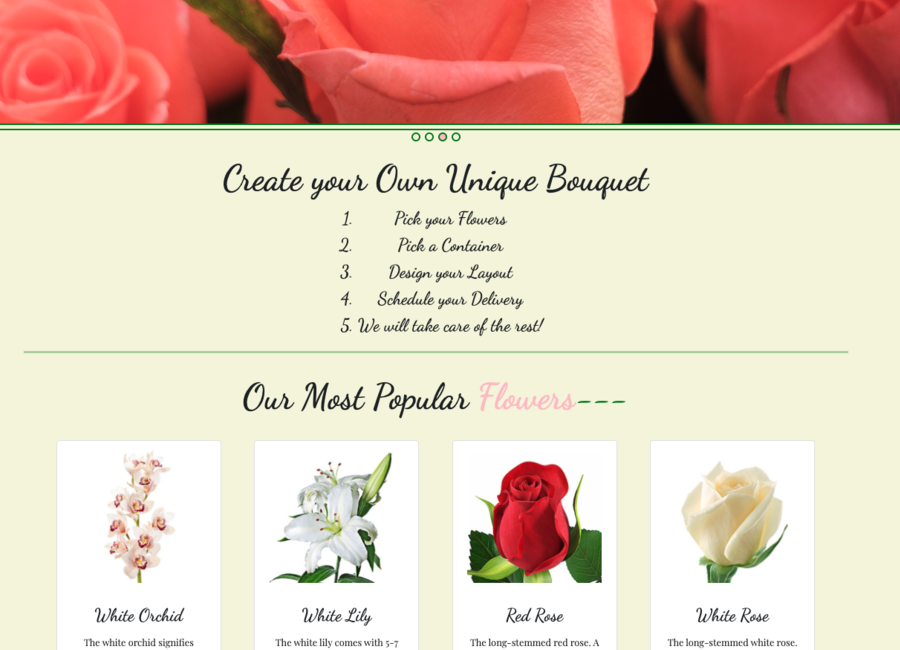 Create your Own Unique Bouquet
1. Pick your Flowers
2. Pick a Container
3. Design your Layout
4. Schedule your Delivery
5. We will take care of the rest!
Our Most Popular Flowers---
White Orchid
White Lily
Red Rose
White Rose
The white orchid signifies
The white lily comes with 5-7
The long-stemmed red rose. A
The long-stemmed white rose.